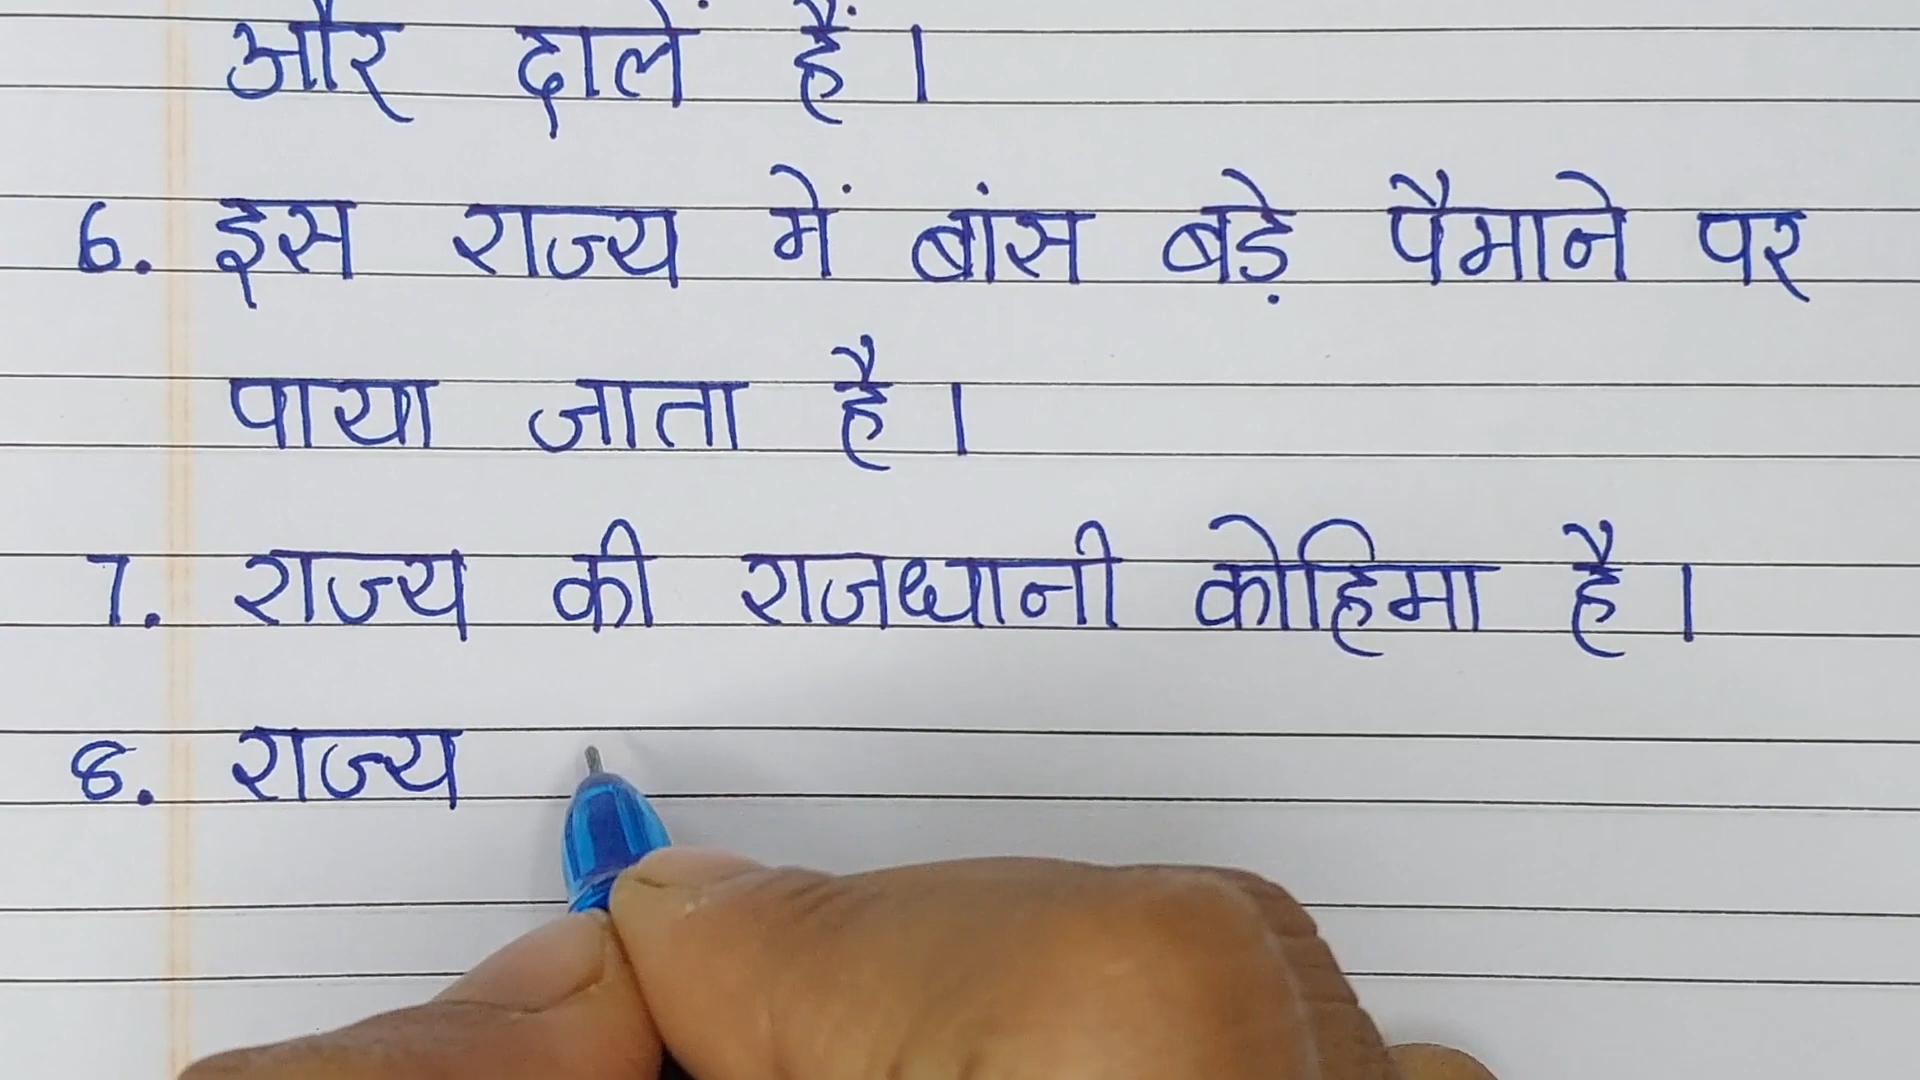 और दालें हैं।
6. इस राज्य में बांस बड़े पैमाने पर
पाया जाता है।
7. राज्य की राजधानी कोहिमा है।
8. राज्य